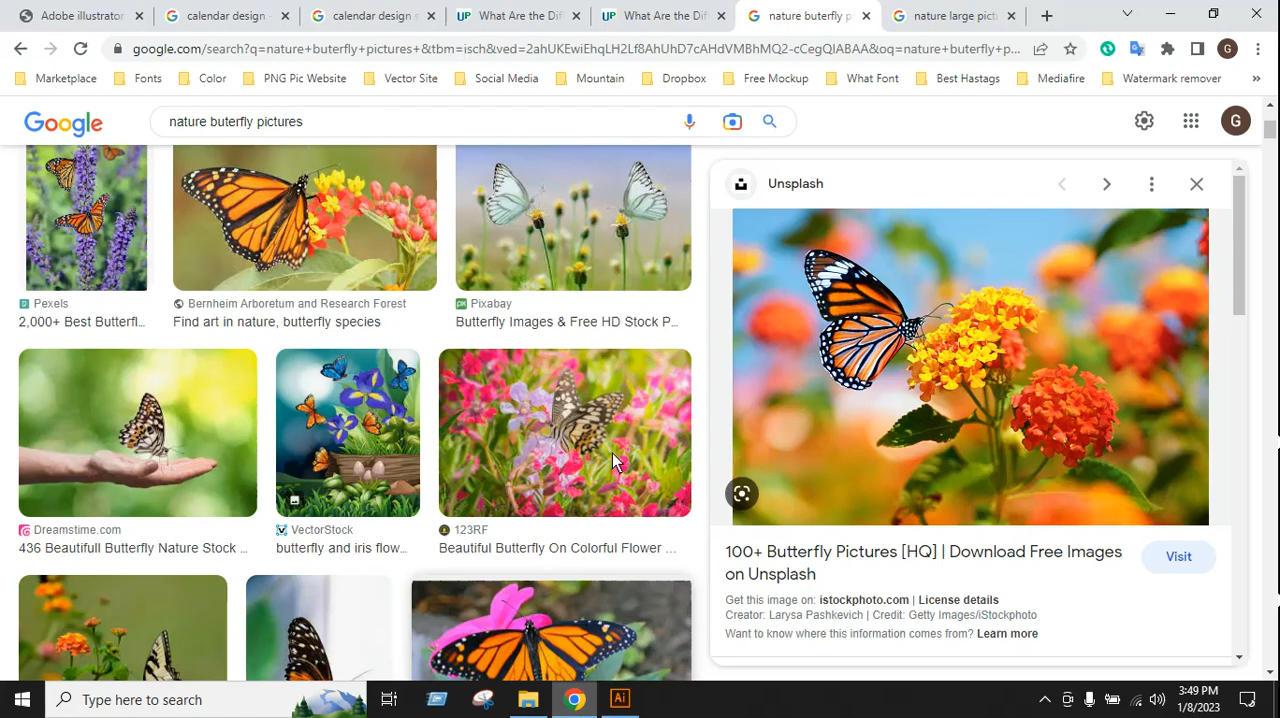 Adobe illustrator
calendar design
calendar design s
What Are the Dif
What Are the Dif
nature buterfly p
nature large pict
google.com/search?q=nature+buterfly+pictures+&tbm=isch&ved=2ahUKEwiEhqLH2Lf8AhUhD7cAHdVMBhMQ2-cCegQIABAA&oq=nature+buterfly+p...
G
Marketplace
Fonts
Color
PNG Pic Website
Vector Site
Social Media
Mountain
Dropbox
Free Mockup
What Font
Best Hastags
Mediafire
Watermark remover
»
Google
nature buterfly pictures
G
Pexels
2,000+ Best Butterfl...
Bernheim Arboretum and Research Forest
Find art in nature, butterfly species
Pixabay
Butterfly Images & Free HD Stock P...
Unsplash
Dreamstime.com
436 Beautifull Butterfly Nature Stock ...
VectorStock
butterfly and iris flow...
123RF
Beautiful Butterfly On Colorful Flower ...
100+ Butterfly Pictures [HQ] | Download Free Images
on Unsplash
Visit
Get this image on: istockphoto.com | License details
Creator: Larysa Pashkevich | Credit: Getty Images/iStockphoto
Want to know where this information comes from? Learn more
Type here to search
Ai
3:49 PM
1/8/2023